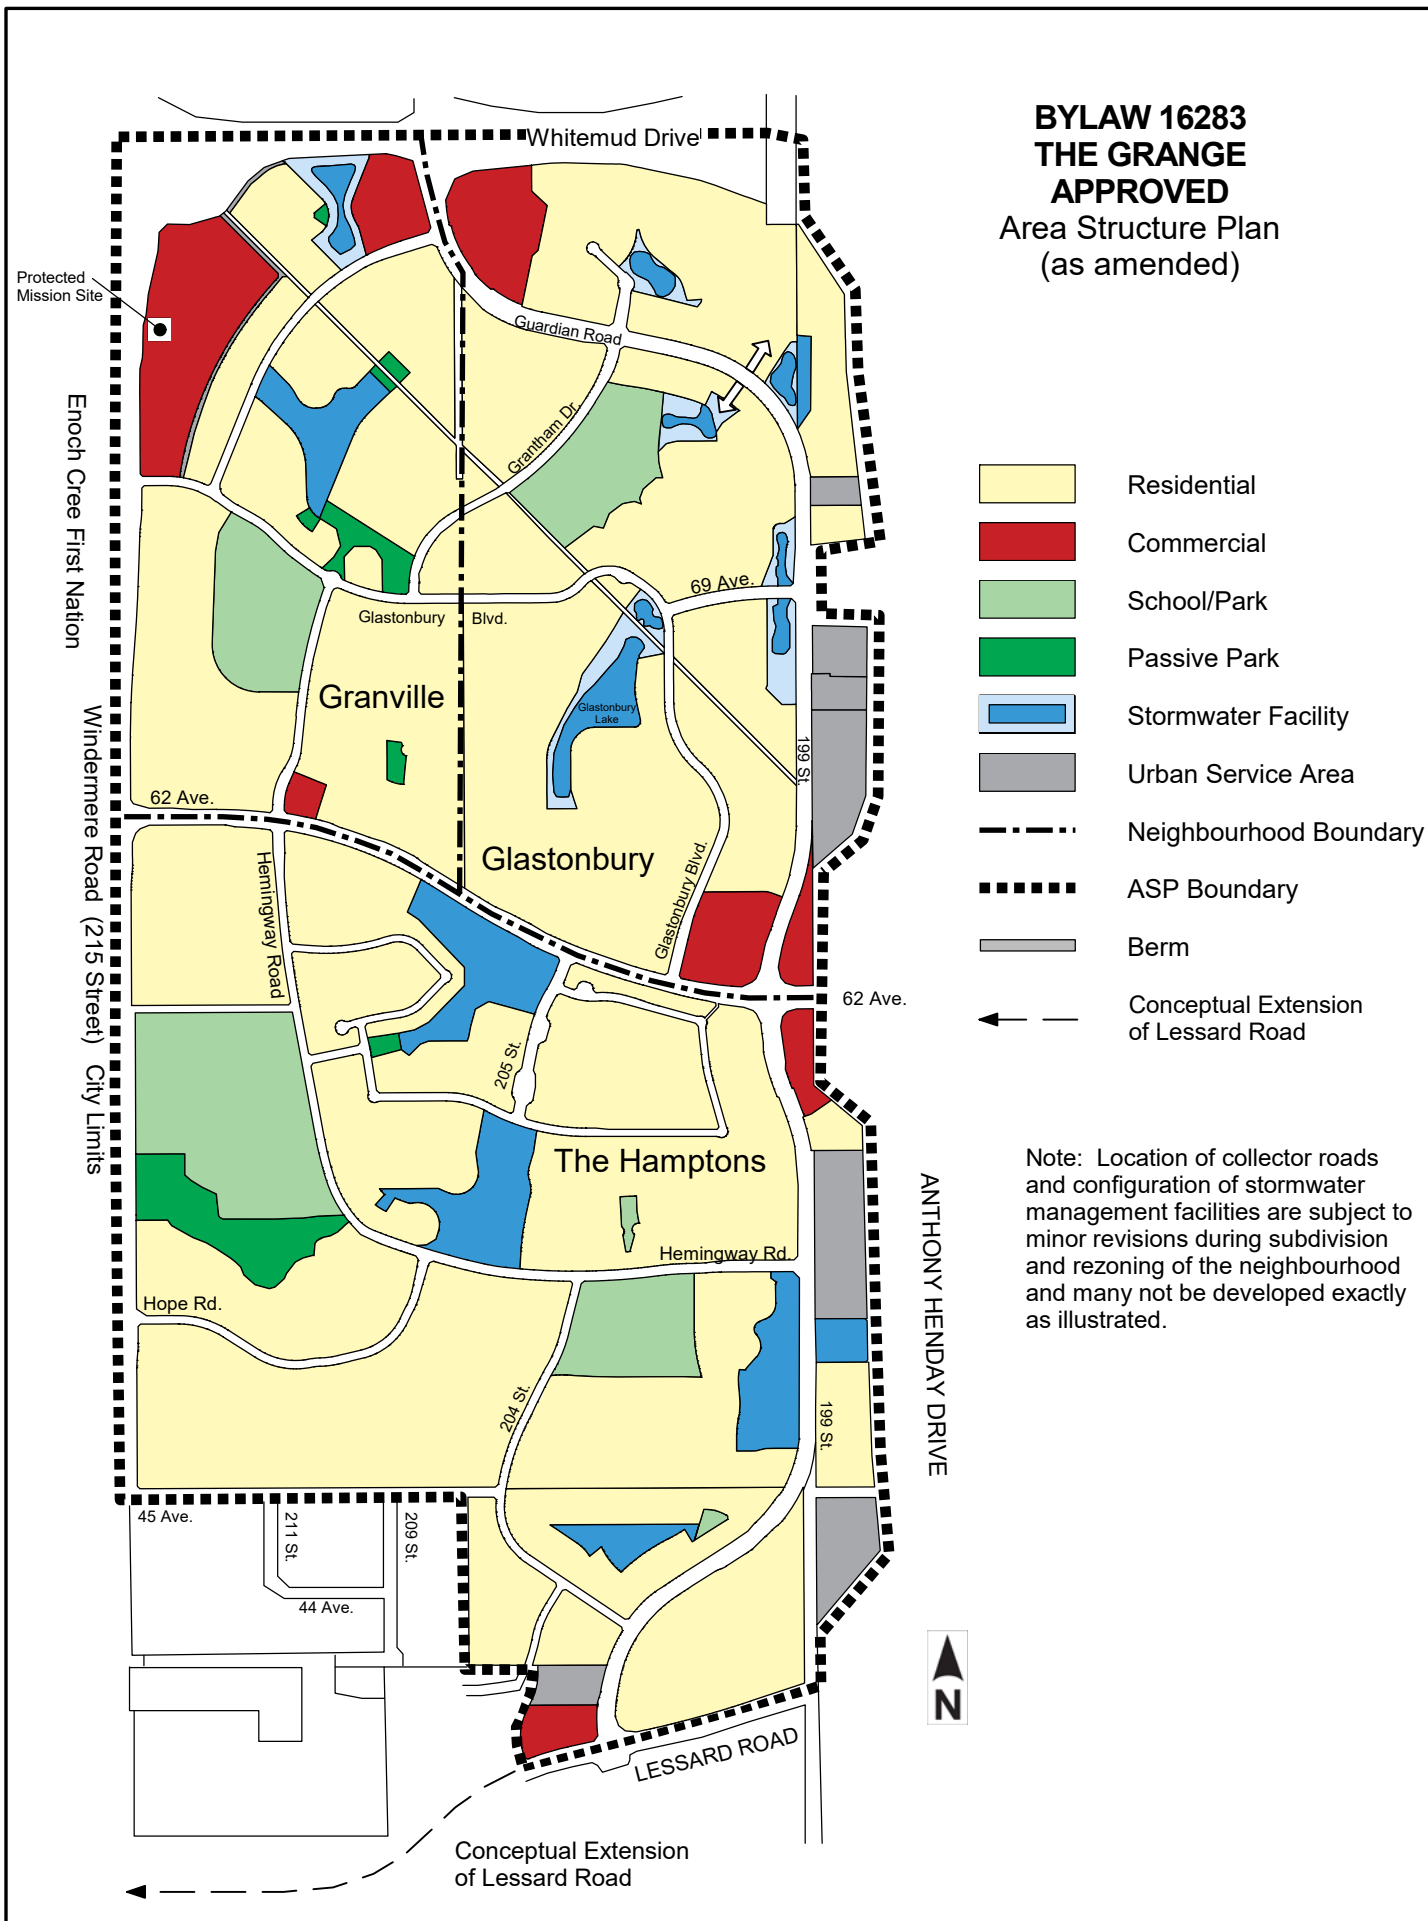 BYLAW 16283
THE GRANGE
APPROVED
Area Structure Plan
(as amended)
Whitemud Drive
Protected
Mission Site
Guardian Road
Grantham Dr.
Enoch Cree First Nation
69 Ave.
Glastonbury
Blvd.
Granville
Glastonbury
Lake
199 St.
62 Ave.
Windermere Road (215 Street) City Limits
Glastonbury
Glastonbury Blvd.
Hemingway Road
62 Ave.
205 St.
The Hamptons
Hemingway Rd.
ANTHONY HENDAY DRIVE
Hope Rd.
204 St.
199 St.
45 Ave.
211 St.
209 St.
44 Ave.
LESSARD ROAD
Conceptual Extension
of Lessard Road
Residential
Commercial
School/Park
Passive Park
Stormwater Facility
Urban Service Area
Neighbourhood Boundary
ASP Boundary
Berm
Conceptual Extension
of Lessard Road
Note: Location of collector roads
and configuration of stormwater
management facilities are subject to
minor revisions during subdivision
and rezoning of the neighbourhood
and many not be developed exactly
as illustrated.
N